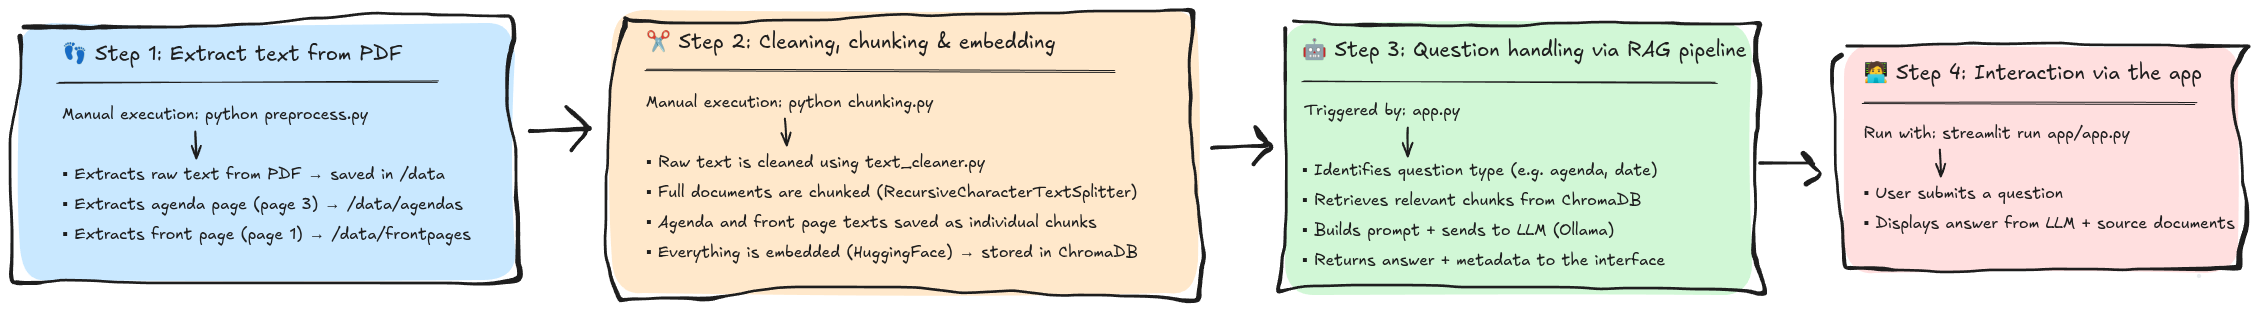 👣 Step 1: Extract text from PDF
Manual execution: python preprocess.py
▪ Extracts raw text from PDF → saved in /data
▪ Extracts agenda page (page 3) → /data/agendas
▪ Extracts front page (page 1) → /data/frontpages
✂️ Step 2: Cleaning, chunking & embedding
Manual execution: python chunking.py
▪ Raw text is cleaned using text_cleaner.py
▪ Full documents are chunked (RecursiveCharacterTextSplitter)
▪ Agenda and front page texts saved as individual chunks
▪ Everything is embedded (HuggingFace) → stored in ChromaDB
🤖 Step 3: Question handling via RAG pipeline
Triggered by: app.py
▪ Identifies question type (e.g. agenda, date)
▪ Retrieves relevant chunks from ChromaDB
▪ Builds prompt + sends to LLM (Ollama)
▪ Returns answer + metadata to the interface
🧑‍💻 Step 4: Interaction via the app
Run with: streamlit run app/app.py
▪ User submits a question
▪ Displays answer from LLM + source documents